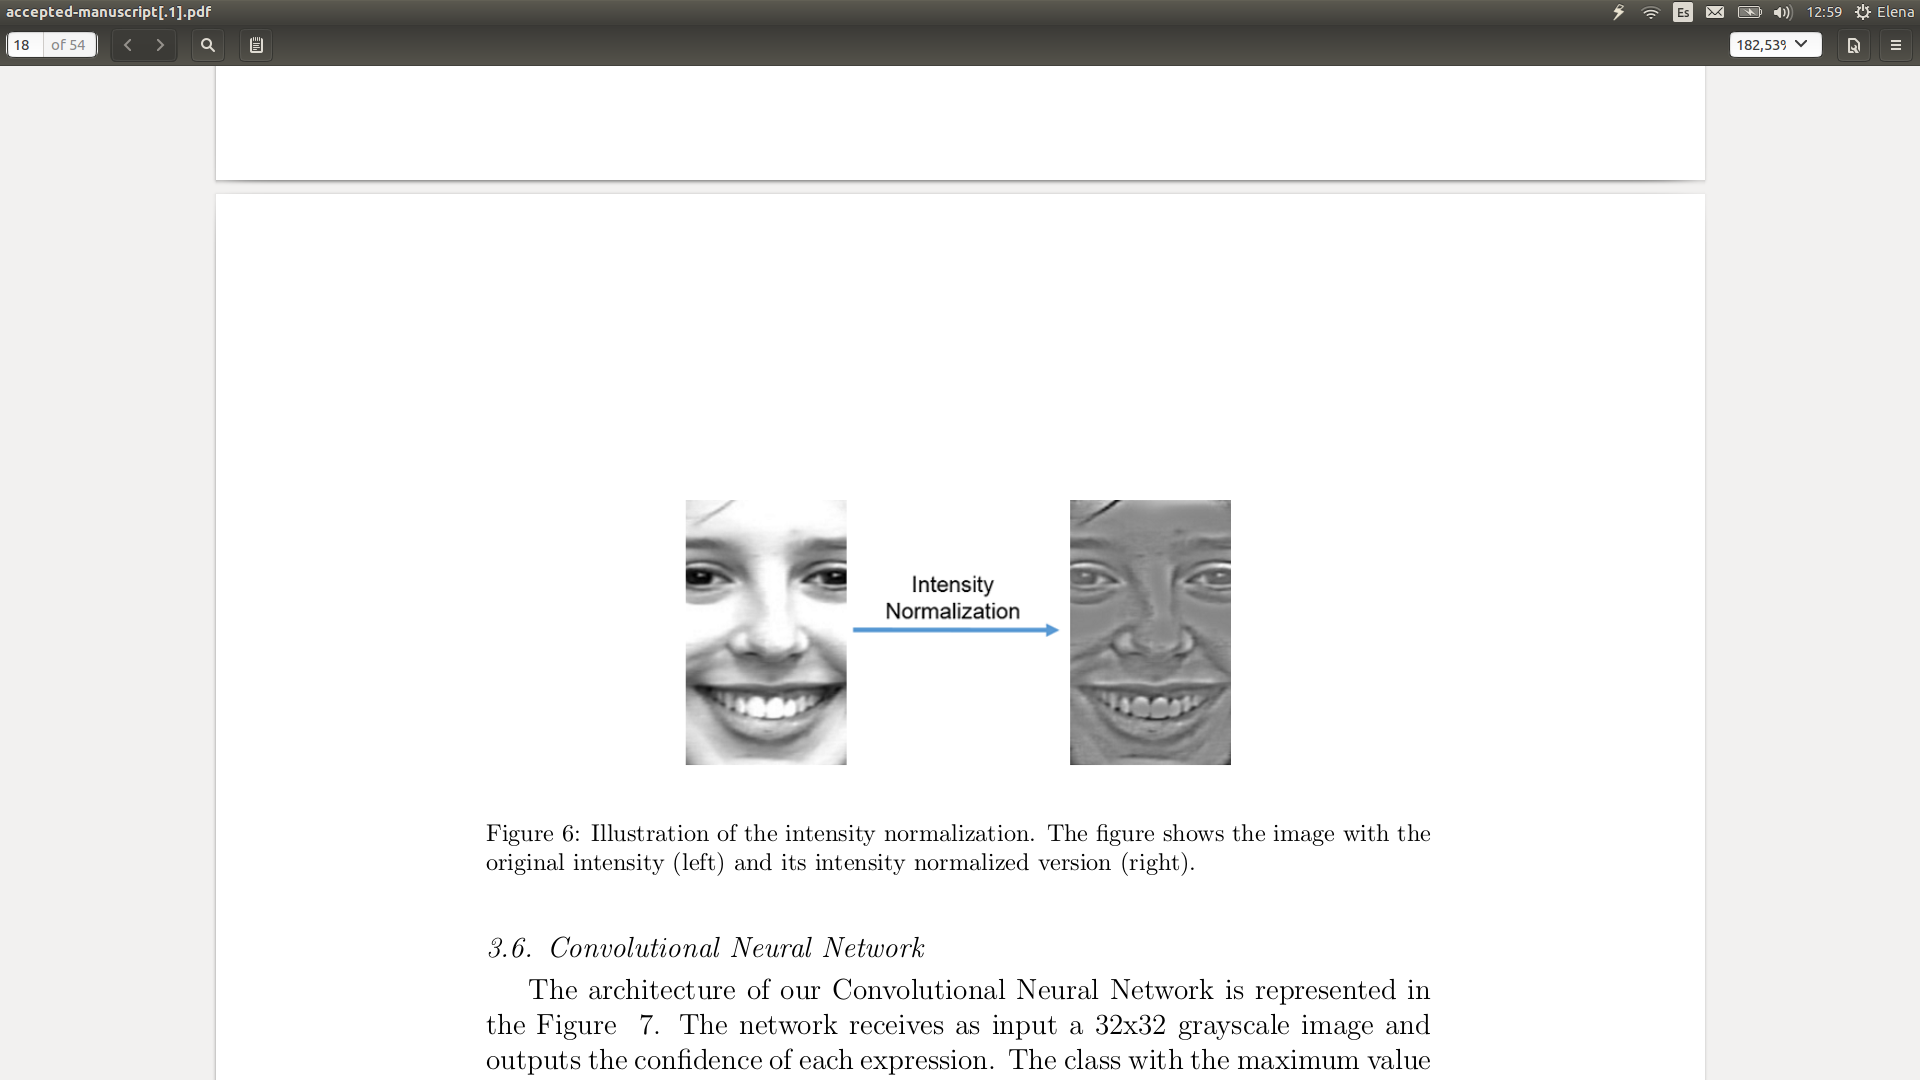 accepted-manuscript[.1].pdf
Es
12:59
Elena
18
of 54
182,53%
Intensity
Normalization
Figure 6: Illustration of the intensity normalization. The figure shows the image with the
original intensity (left) and its intensity normalized version (right).
3.6. Convolutional Neural Network
The architecture of our Convolutional Neural Network is represented in
the Figure 7. The network receives as input a 32x32 grayscale image and
outputs the confidence of each expression. The class with the maximum value